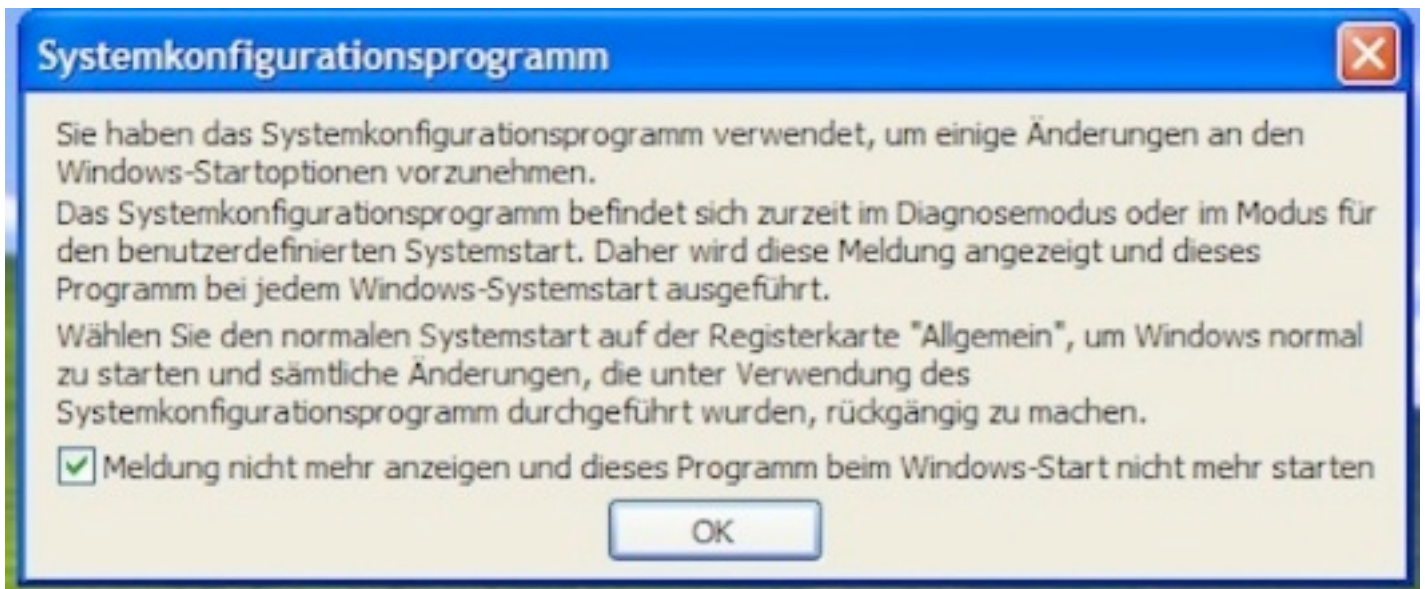 Systemkonfigurationsprogramm
Sie haben das Systemkonfigurationsprogramm verwendet, um einige Änderungen an den
Windows-Startoptionen vorzunehmen.
Das Systemkonfigurationsprogramm befindet sich zurzeit im Diagnosemodus oder im Modus für
den benutzerdefinierten Systemstart. Daher wird diese Meldung angezeigt und dieses
Programm bei jedem Windows-Systemstart ausgeführt.
Wählen Sie den normalen Systemstart auf der Registerkarte "Allgemein", um Windows normal
zu starten und sämtliche Änderungen, die unter Verwendung des
Systemkonfigurationsprogramm durchgeführt wurden, rückgängig zu machen.
Meldung nicht mehr anzeigen und dieses Programm beim Windows-Start nicht mehr starten
OK